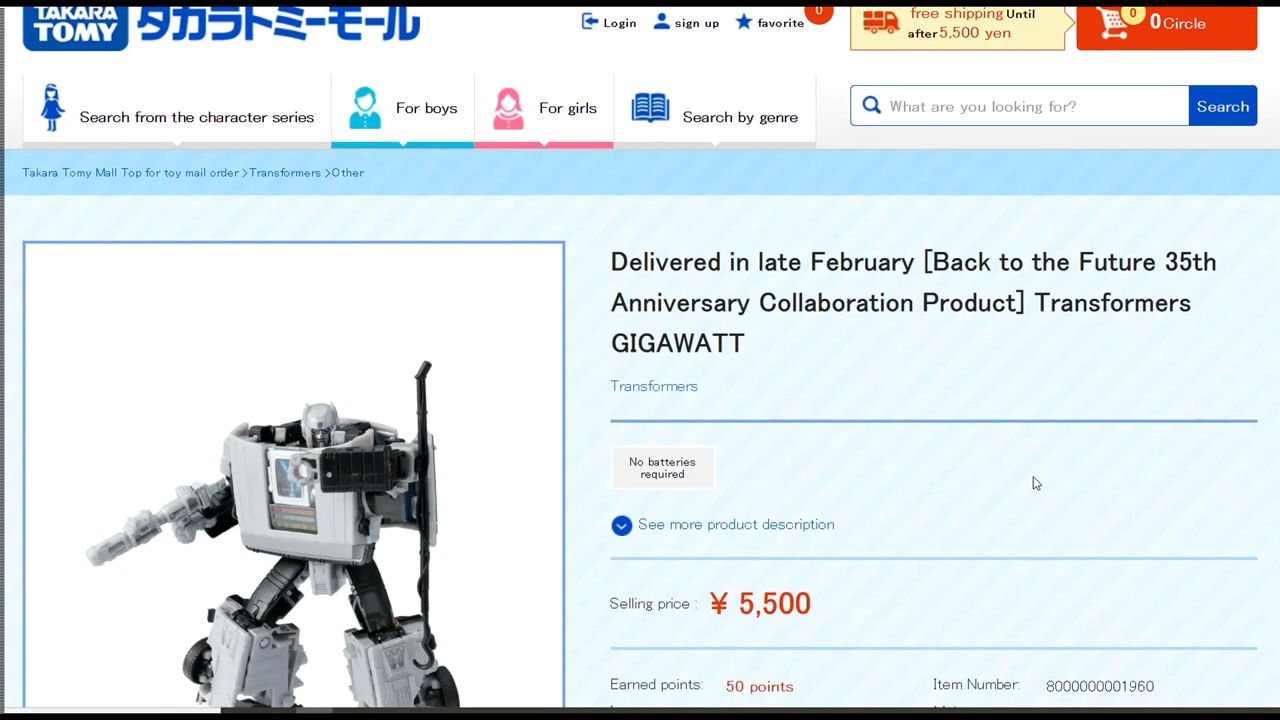 TAKARA
TOMY
タカラトミーモール
Login
sign up
favorite
0
free shipping Until
after 5,500 yen
0
0 Circle
Search from the character series
For boys
For girls
Search by genre
What are you looking for?
Search
Takara Tomy Mall Top for toy mail order >Transformers >Other
Delivered in late February [Back to the Future 35th
Anniversary Collaboration Product] Transformers
GIGAWATT
Transformers
No batteries
required
See more product description
Selling price : ¥ 5,500
Earned points: 50 points
Item Number: 8000000001960